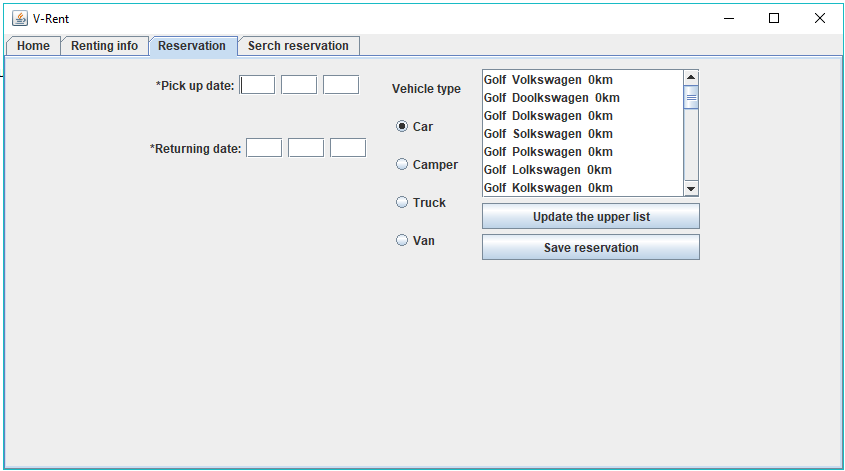 V-Rent
Home Renting info Reservation Serch reservation
*Pick up date:
*Returning date:
Vehicle type
Car
Camper
Truck
Van
Golf Volkswagen 0km
Golf Doolkswagen 0km
Golf Dolkswagen 0km
Golf Solkswagen 0km
Golf Polkswagen 0km
Golf Lolkswagen 0km
Golf Kolkswagen 0km
Update the upper list
Save reservation